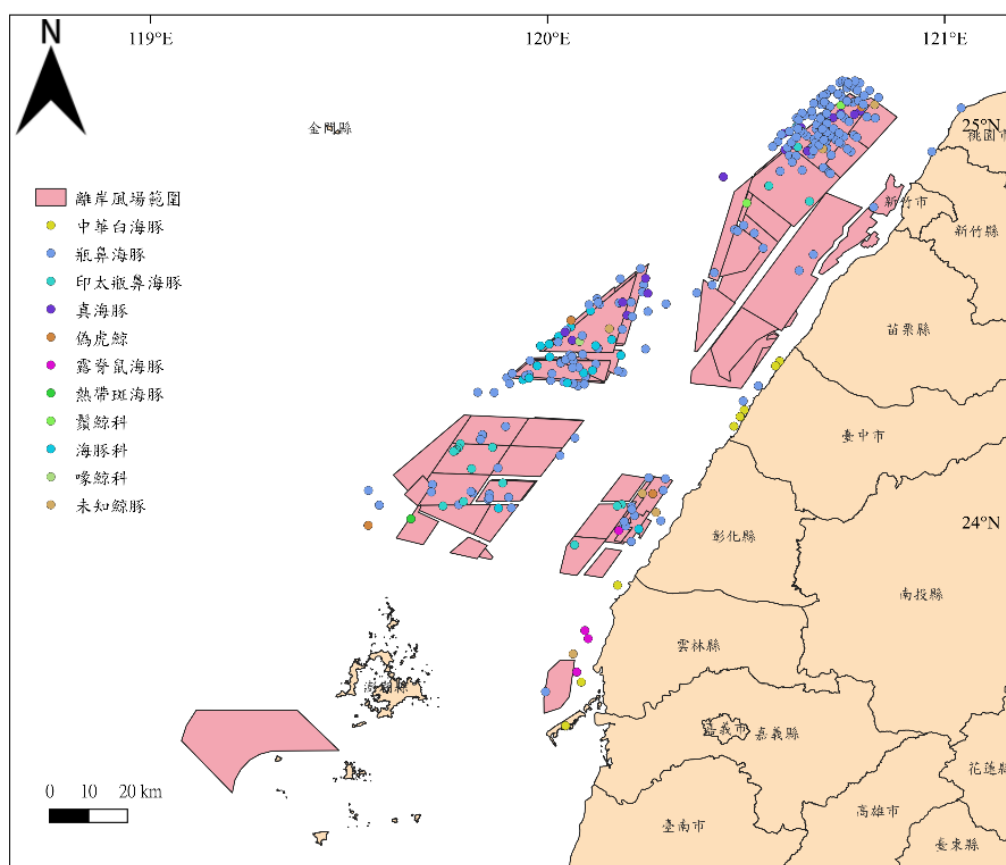 N
119°E
120°E
121°E
金門縣
25°N
桃園市
離岸風場範圍
中華白海豚
瓶鼻海豚
印太瓶鼻海豚
真海豚
偽虎鯨
露脊鼠海豚
熱帶斑海豚
鬚鯨科
海豚科
喙鯨科
未知鯨豚
新竹市
新竹縣
苗栗縣
臺中市
24°N
彰化縣
南投縣
雲林縣
澎湖縣
嘉義市
嘉義縣
花蓮縣
0 10 20 km
臺南市
高雄市
臺東縣